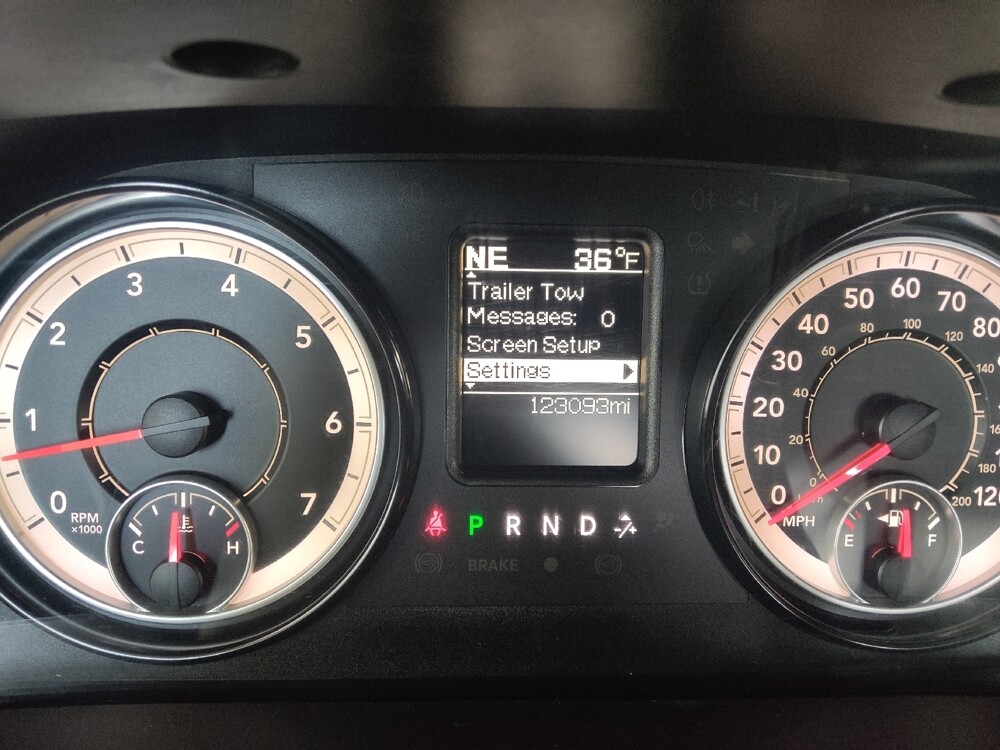 NE 36°F
Trailer Tow
Messages: 0
Screen Setup
Settings
123093mi
0 1 2 3 4 5 6 7
RPM
x1000
C H
P R N D
BRAKE
0 10 20 30 40 50 60 70 80
20 40 60 80 100 120 140
180 200
MPH
E F